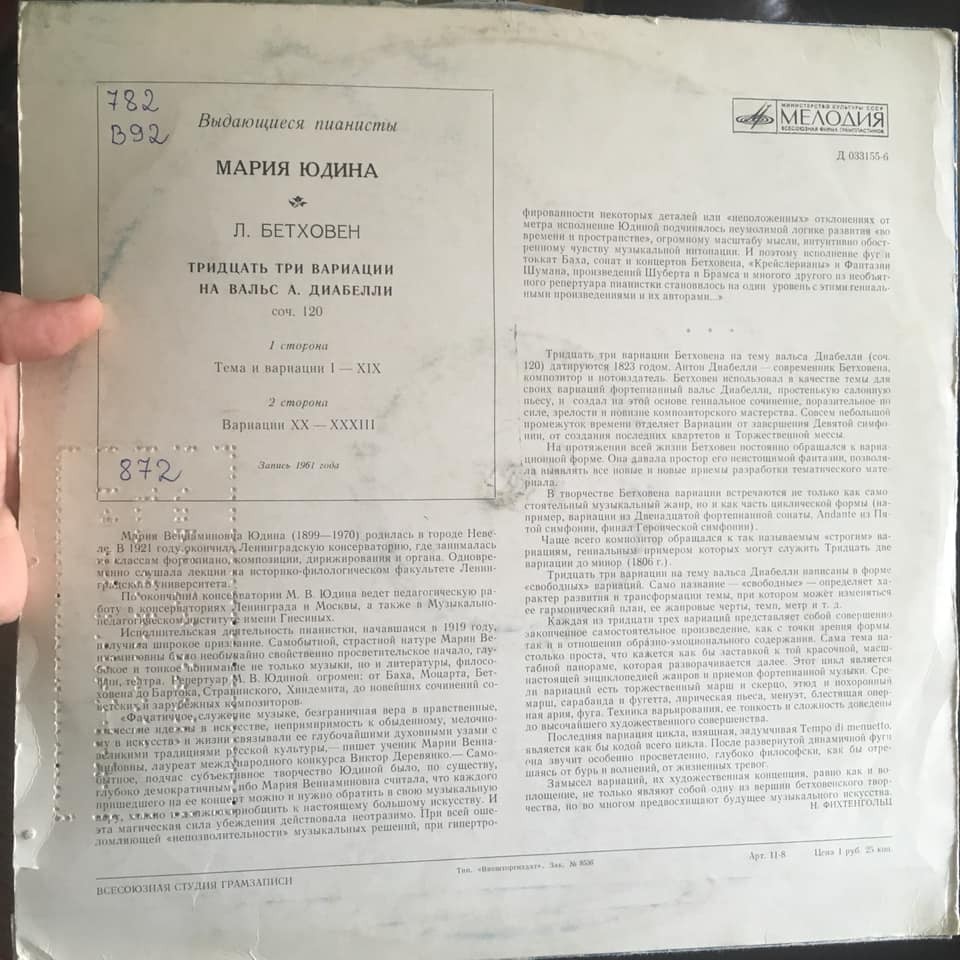 782
В92
Выдающиеся пианисты
МАРИЯ ЮДИНА
Л. БЕТХОВЕН
ТРИДЦАТЬ ТРИ ВАРИАЦИИ
НА ВАЛЬС А. ДИАБЕЛЛИ
соч. 120
1 сторона
Тема и вариации I — XIX
2 сторона
Вариации XX — XXXIII
Запись 1961 года
872
Мария Вениаминовна Юдина (1899—1970) родилась в городе Неве-
ле. В 1921 году окончила Ленинградскую консерваторию, где занималась
по классам фортепиано, композиции, дирижирования и органа. Одновре-
менно слушала лекции на историко-филологическом факультете Ленин-
градского университета.
По окончании консерватории М. В. Юдина ведет педагогическую ра-
боту в консерваториях Ленинграда и Москвы, а также в Музыкально-
педагогическом институте имени Гнесиных.
Исполнительская деятельность пианистки, начавшаяся в 1919 году,
получила широкое признание. Самобытной, страстной натуре Марии Ве-
ниаминовны было необычайно свойственно просветительское начало, глу-
бокое и тонкое понимание не только музыки, но и литературы, филосо-
фии, театра. Репертуар М. В. Юдиной огромен: от Баха, Моцарта, Бет-
ховена до Бартока, Стравинского, Хиндемита, до новейших сочинений со-
ветских и зарубежных композиторов.
«Фанатичное служение музыке, безграничная вера в нравственные,
этические идеалы в искусстве, непримиримость к обыденному, мелочно-
му в искусстве и жизни связывали ее глубочайшими духовными узами с
великими традициями русской культуры,— пишет ученик Марии Вениа-
миновны, лауреат международного конкурса Виктор Деревянко.— Само-
бытное, подчас субъективное творчество Юдиной было, по существу,
глубоко демократичным, ибо Мария Вениаминовна считала, что каждого
пришедшего на ее концерт можно и нужно обратить в свою музыкальную
веру, можно и должно приобщить к настоящему большому искусству. И
эта магическая сила убеждения действовала неотразимо. При всей оше-
ломляющей «непозволительности» музыкальных решений, при гипертро-
МИНИСТЕРСТВО КУЛЬТУРЫ СССР
МЕЛОДИЯ
ВСЕСОЮЗНАЯ ФИРМА ГРАМПЛАСТИНОК
Д 033155-6
фированности некоторых деталей или «неположенных» отклонениях от
метра исполнение Юдиной подчинялось неумолимой логике развития «во
времени и пространстве», огромному масштабу мысли, интуитивно обост-
ренному чувству музыкальной интонации. И поэтому исполнение фуг и
токкат Баха, сонат и концертов Бетховена, «Крейслерианы» и Фантазии
Шумана, произведений Шуберта и Брамса и многого другого из необъят-
ного репертуара пианистки становилось на один уровень с этими гениаль-
ными произведениями и их авторами...»
* * *
Тридцать три вариации Бетховена на тему вальса Диабелли (соч.
120) датируются 1823 годом. Антон Диабелли — современник Бетховена,
композитор и нотоиздатель. Бетховен использовал в качестве темы для
своих вариаций фортепианный вальс Диабелли, простенькую салонную
пьесу, и создал на этой основе гениальное сочинение, поразительное по
силе, зрелости и новизне композиторского мастерства. Совсем небольшой
промежуток времени отделяет Вариации от завершения Девятой симфо-
нии, от создания последних квартетов и Торжественной мессы.
На протяжении всей жизни Бетховен постоянно обращался к вариа-
ционной форме. Она давала простор его неистощимой фантазии, позволя-
ла выявлять все новые и новые приемы разработки тематического мате-
риала.
В творчестве Бетховена вариации встречаются не только как само
стоятельный музыкальный жанр, но и как часть циклической формы (на-
пример, вариации из Двенадцатой фортепианной сонаты, Andante из Пя-
той симфонии, финал Героической симфонии).
Чаще всего композитор обращался к так называемым «строгим» ва-
риациям, гениальным примером которых могут служить Тридцать две
вариации до минор (1806 г.).
Тридцать три вариации на тему вальса Диабелли написаны в форме
«свободных» вариаций. Само название — «свободные» — определяет ха-
рактер развития и трансформации темы, при котором может изменяться
ее гармонический план, ее жанровые черты, темп, метр и т. д.
Каждая из тридцати трех вариаций представляет собой совершенно
законченное самостоятельное произведение, как с точки зрения формы,
так и в отношении образно-эмоционального содержания. Сама тема на-
столько проста, что кажется как бы заставкой к той красочной, масш-
табной панораме, которая разворачивается далее. Этот цикл является
настоящей энциклопедией жанров и приемов фортепианной музыки. Сре-
ли вариаций есть торжественный марш и скерцо, этюд и похоронный
марш, сарабанда и фугетта, лирическая пьеса, менуэт, блестящая опер-
ная ария, фуга. Техника варьирования, ее тонкость и сложность доведены
до высочайшего художественного совершенства.
Последняя вариация цикла, изящная, задумчивая Tempo di menuetto,
является как бы кодой всего цикла. После развернутой динамичной фуги
она звучит особенно просветленно, глубоко философски, как бы отре-
шаясь от бурь и волнений, от жизненных тревог.
Замысел вариаций, их художественная концепция, равно как и во-
площение, не только являют собой одну из вершин бетховенского твор-
чества, но во многом предвосхищают будущее музыкального искусства.
Н. ФИХТЕНГОЛЬЦ
ВСЕСОЮЗНАЯ СТУДИЯ ГРАМЗАПИСИ
Тип. «Внешторгиздат». Зак. № 8536
Арт. 11-8
Цена 1 руб. 25 коп.